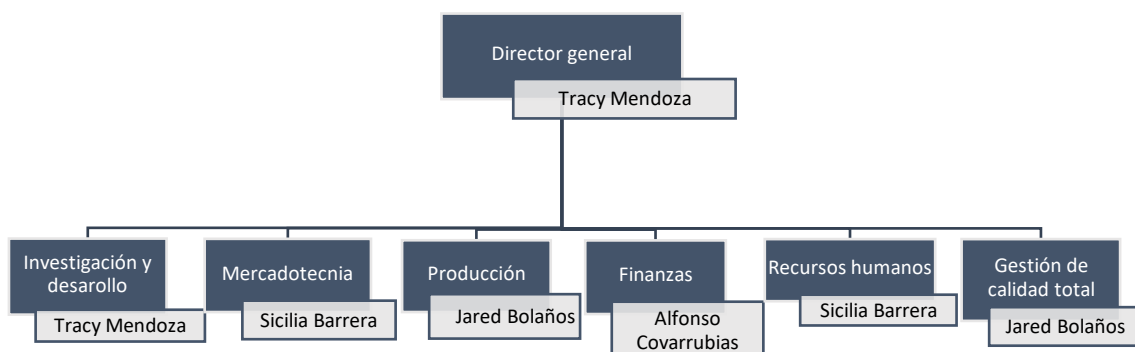 Director general
Tracy Mendoza
Investigación y
desarollo
Tracy Mendoza
Mercadotecnia
Sicilia Barrera
Producción
Jared Bolaños
Finanzas
Alfonso
Covarrubias
Recursos humanos
Sicilia Barrera
Gestión de
calidad total
Jared Bolaños